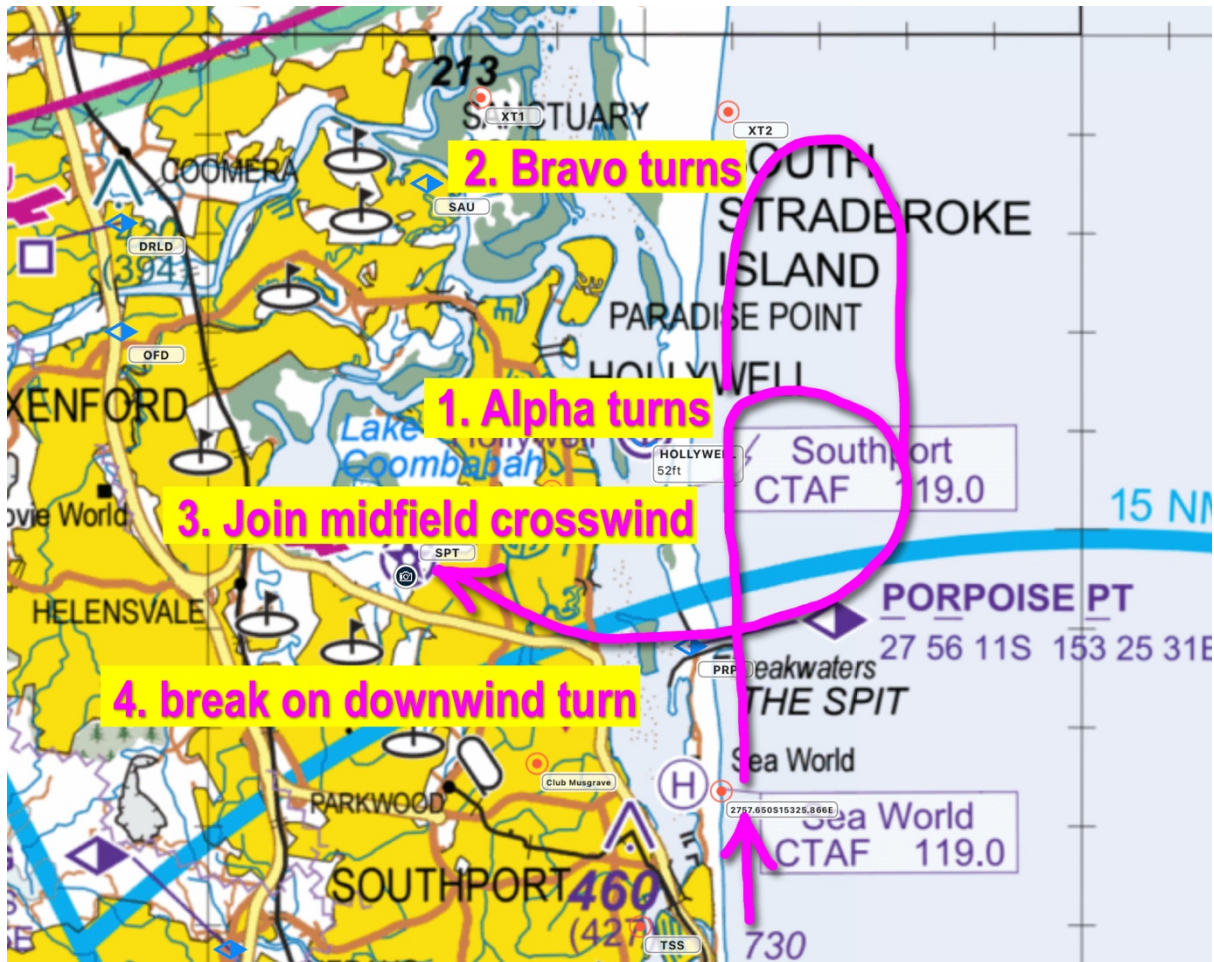 213
SANCTUARY
XT1
XT2
COOMERA
2. Bravo turns
SOUTH
SAU
STRADBROKE
DRLD
(394
ISLAND
PARADISE POINT
OFD
HOLLYWELL
XENFORD
1. Alpha turns
Lake
Hollywell
Coombabah
HOLLYWELL
52ft
Southport
CTAF 119.0
15 NM
ovie World
3. Join midfield crosswind
SPT
HELENSVALE
PORPOISE PT
27 56 11S 153 25 31E
PRP
Breakwaters
THE SPIT
4. break on downwind turn
Sea World
H
Club Musgrave
2757.650S15325.866E
PARKWOOD
Sea World
CTAF 119.0
SOUTHPORT
460
(427)
TSS
730